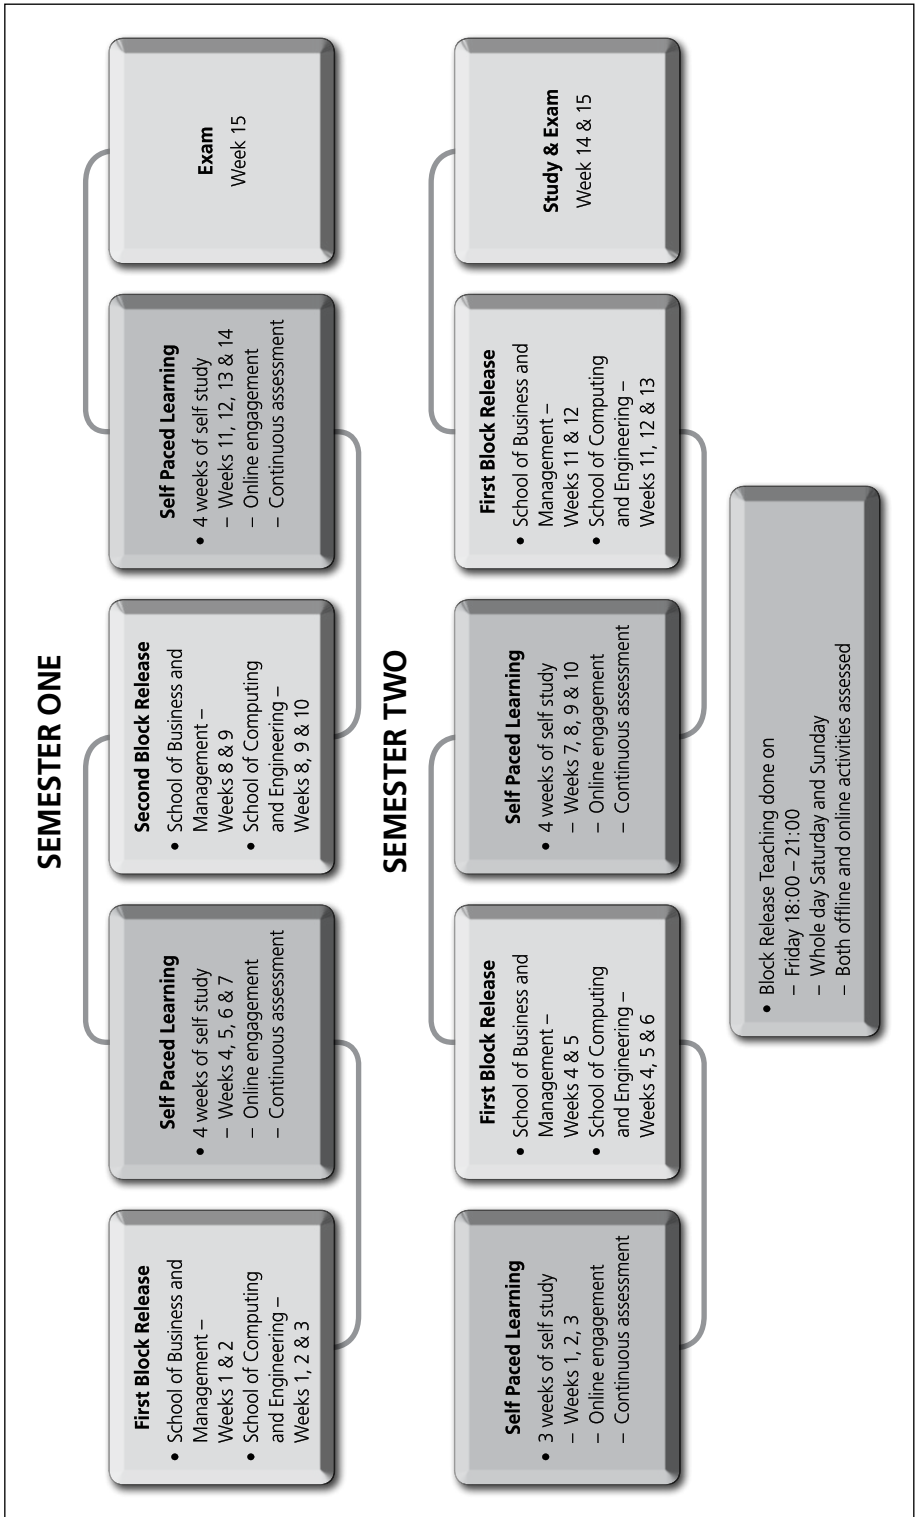 SEMESTER ONE
First Block Release
• School of Business and
Management –
Weeks 1 & 2
• School of Computing
and Engineering –
Weeks 1, 2 & 3
Self Paced Learning
• 4 weeks of self study
– Weeks 4, 5, 6 & 7
– Online engagement
– Continuous assessment
Second Block Release
• School of Business and
Management –
Weeks 8 & 9
• School of Computing
and Engineering –
Weeks 8, 9 & 10
Self Paced Learning
• 4 weeks of self study
– Weeks 11, 12, 13 & 14
– Online engagement
– Continuous assessment
Exam
Week 15
SEMESTER TWO
Self Paced Learning
• 3 weeks of self study
– Weeks 1, 2, 3
– Online engagement
– Continuous assessment
First Block Release
• School of Business and
Management –
Weeks 4 & 5
• School of Computing
and Engineering –
Weeks 4, 5 & 6
Self Paced Learning
• 4 weeks of self study
– Weeks 7, 8, 9 & 10
– Online engagement
– Continuous assessment
First Block Release
• School of Business and
Management –
Weeks 11 & 12
• School of Computing
and Engineering –
Weeks 11, 12 & 13
Study & Exam
Week 14 & 15
• Block Release Teaching done on
– Friday 18:00 – 21:00
– Whole day Saturday and Sunday
– Both offline and online activities assessed